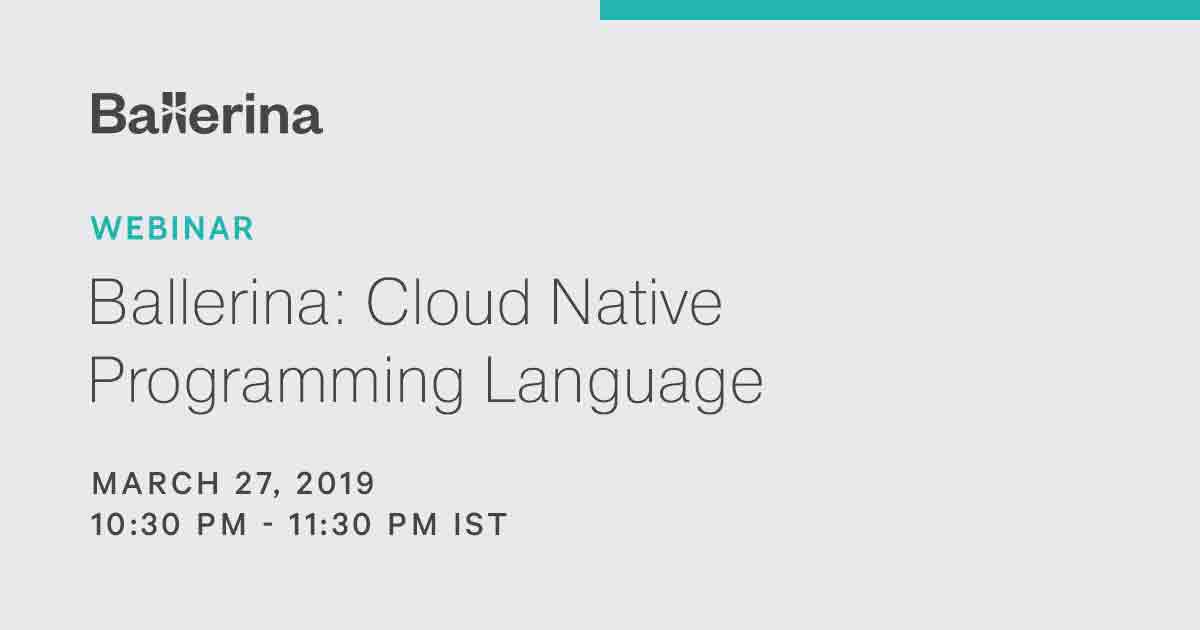 Ballerina
WEBINAR
Ballerina: Cloud Native
Programming Language
MARCH 27, 2019
10:30 PM - 11:30 PM IST